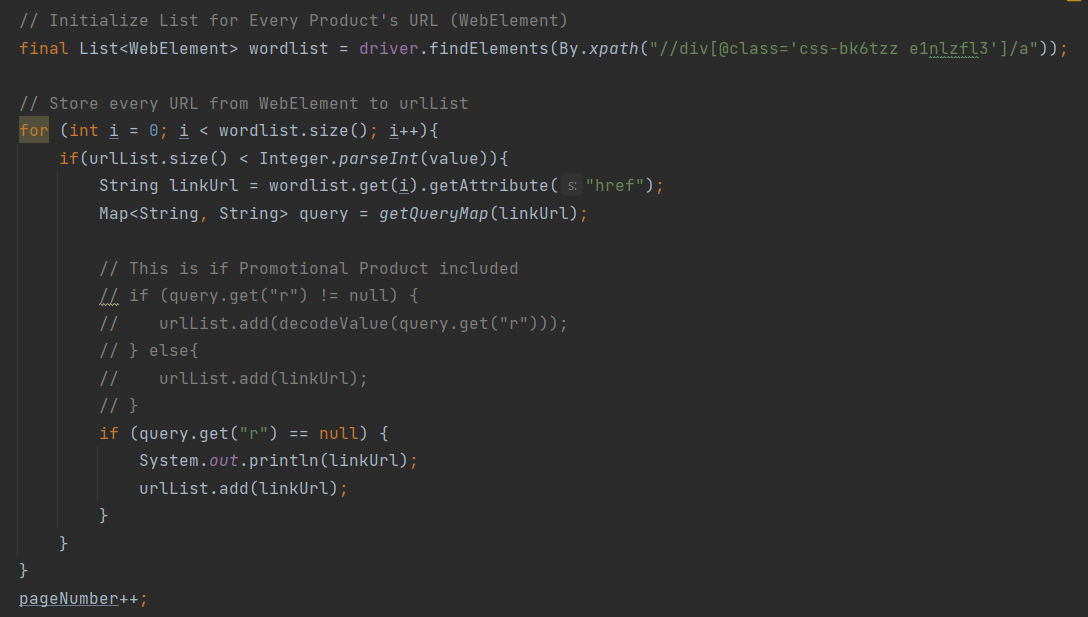 // Initialize List for Every Product's URL (WebElement)
final List<WebElement> wordlist = driver.findElements(By.xpath("//div[@class='css-bk6tzz e1nlzfl3']/a"));
// Store every URL from WebElement to urlList
for (int i = 0; i < wordlist.size(); i++){
if(urlList.size() < Integer.parseInt(value)){
String linkUrl = wordlist.get(i).getAttribute( s: "href");
Map<String, String> query = getQueryMap(linkUrl);
// This is if Promotional Product included
// if (query.get("r") != null) {
//    urlList.add(decodeValue(query.get("r")));
// } else{
//    urlList.add(linkUrl);
// }
if (query.get("r") == null) {
System.out.println(linkUrl);
urlList.add(linkUrl);
}
}
}
pageNumber++;